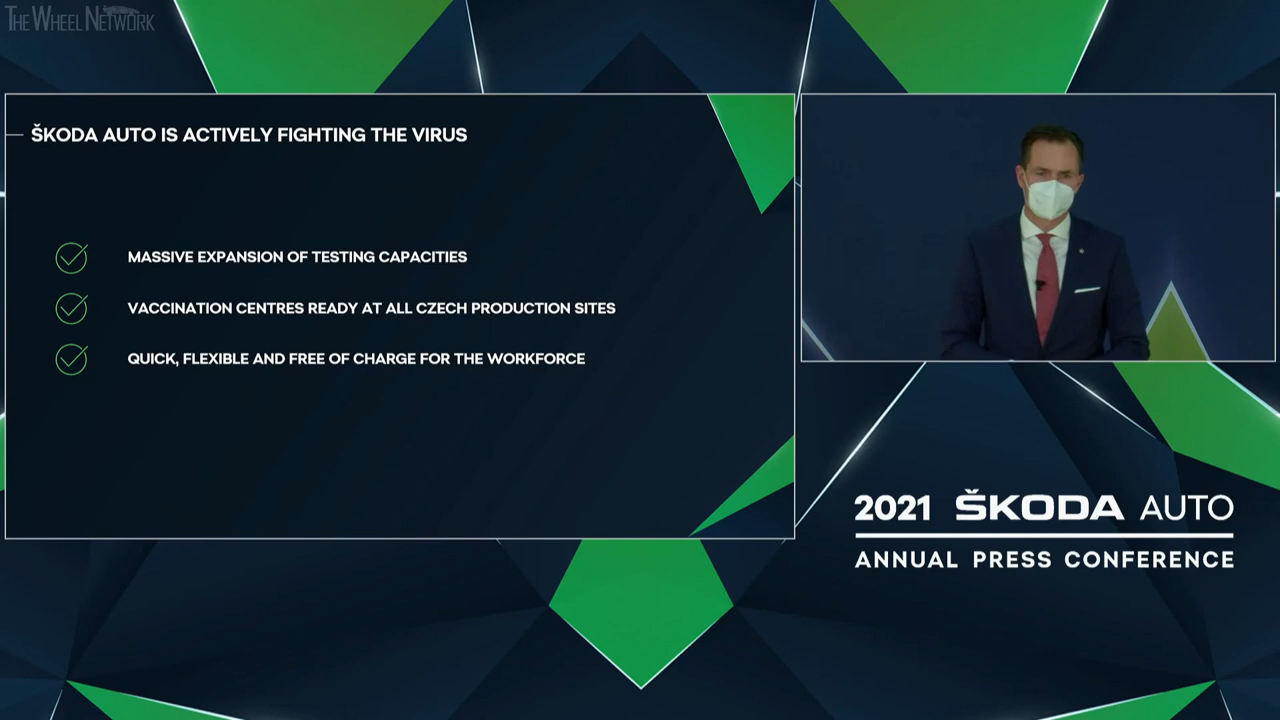 THE WHEEL NETWORK
ŠKODA AUTO IS ACTIVELY FIGHTING THE VIRUS
MASSIVE EXPANSION OF TESTING CAPACITIES
VACCINATION CENTRES READY AT ALL CZECH PRODUCTION SITES
QUICK, FLEXIBLE AND FREE OF CHARGE FOR THE WORKFORCE
2021 ŠKODA AUTO
ANNUAL PRESS CONFERENCE